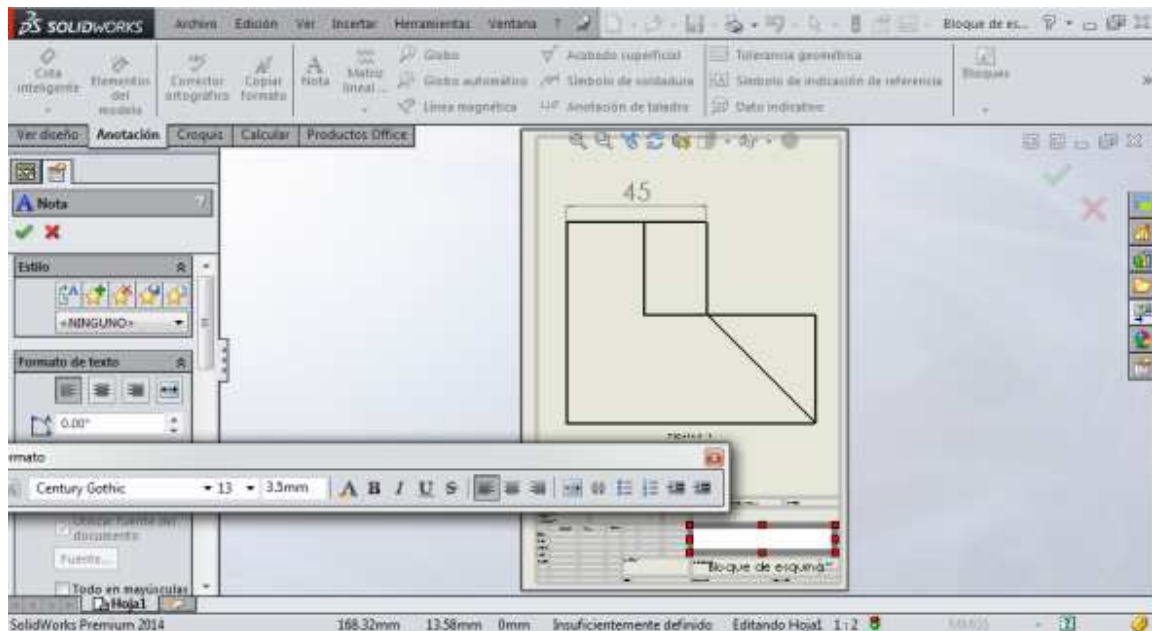 SOLIDWORKS Archivo Edición Ver Insertar Herramientas Ventana ? Bloque de es...
Cota inteligente
Elementos del modelo
Corrector ortográfico
Copiar formato
Nota
Matriz lineal...
Globo
Globo automático
Línea magnética
Acabado superficial
Símbolo de soldadura
Anotación de taladro
Tolerancia geométrica
Símbolo de indicación de referencia
Dato indicativo
Bloques
Ver diseño Anotación Croquis Calcular Productos Office
A Nota ?
Estilo
<NINGUNO>
Formato de texto
0.00°
45
rmato
Century Gothic 13 3.5mm A B I U S
Utilizar fuente del
documento
Fuente...
Todo en mayúsculas
"Bloque de esquina"
Hoja1
SolidWorks Premium 2014 168.32mm 13.58mm 0mm Insuficientemente definido Editando Hoja1 1:2